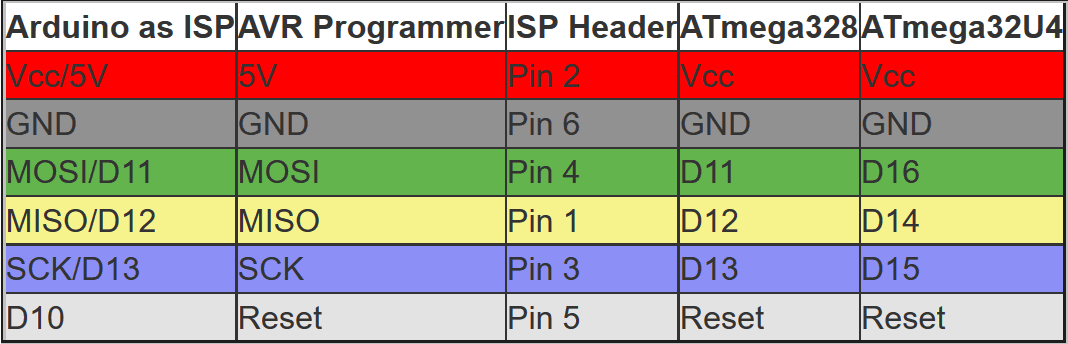 Arduino as ISP AVR Programmer ISP Header ATmega328 ATmega32U4
Vcc/5V 5V Pin 2 Vcc Vcc
GND GND Pin 6 GND GND
MOSI/D11 MOSI Pin 4 D11 D16
MISO/D12 MISO Pin 1 D12 D14
SCK/D13 SCK Pin 3 D13 D15
D10 Reset Pin 5 Reset Reset